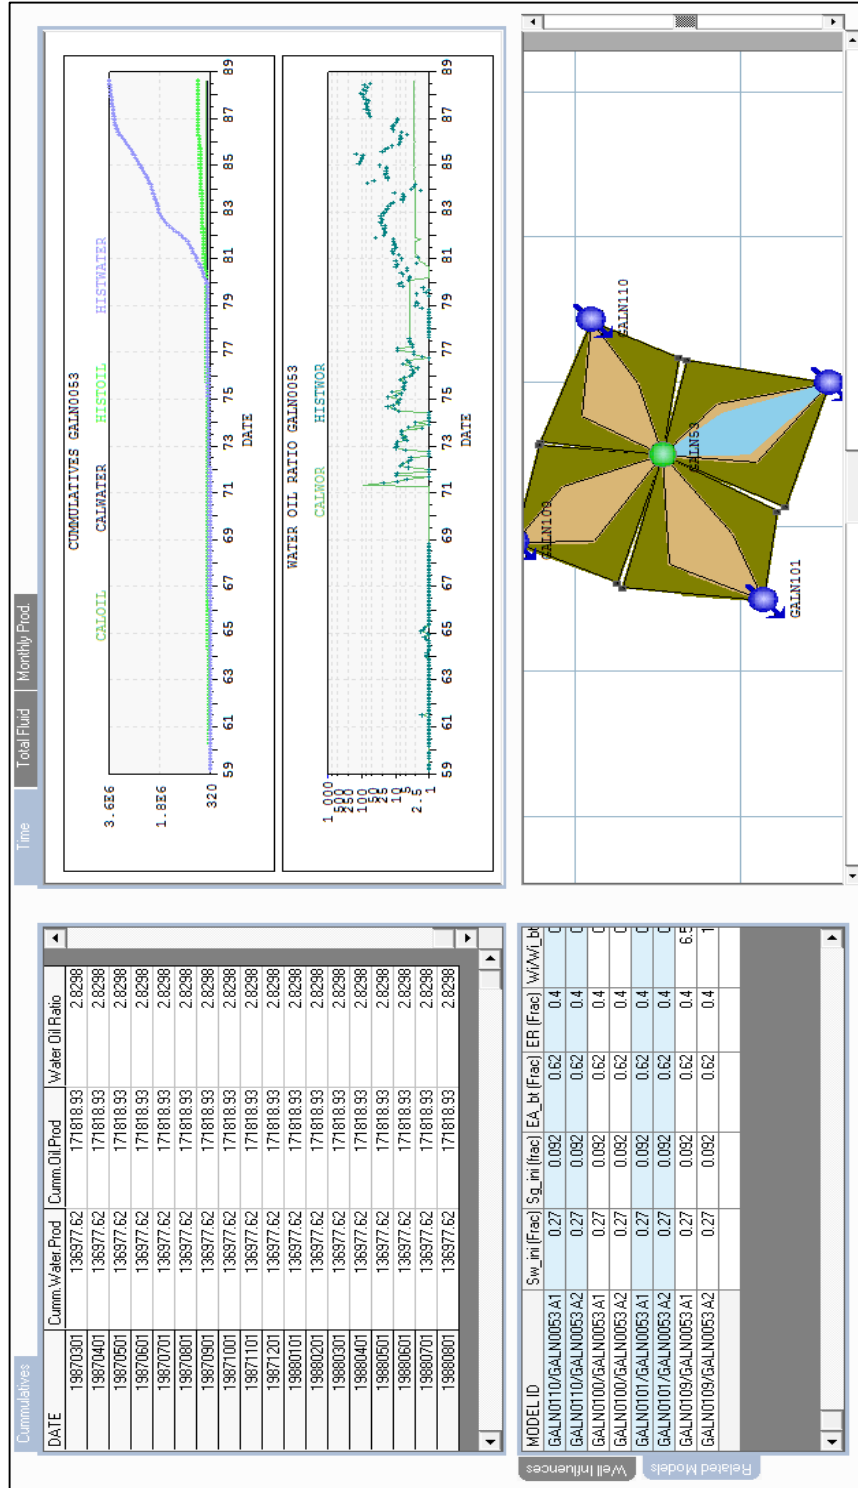 Cummulatives
DATE Cumm.Water.Prod Cumm.Oil.Prod Water Oil Ratio
19870301 136977.62 171818.93 2.8298
19870401 136977.62 171818.93 2.8298
19870501 136977.62 171818.93 2.8298
19870601 136977.62 171818.93 2.8298
19870701 136977.62 171818.93 2.8298
19870801 136977.62 171818.93 2.8298
19870901 136977.62 171818.93 2.8298
19871001 136977.62 171818.93 2.8298
19871101 136977.62 171818.93 2.8298
19871201 136977.62 171818.93 2.8298
19880101 136977.62 171818.93 2.8298
19880201 136977.62 171818.93 2.8298
19880301 136977.62 171818.93 2.8298
19880401 136977.62 171818.93 2.8298
19880501 136977.62 171818.93 2.8298
19880601 136977.62 171818.93 2.8298
19880701 136977.62 171818.93 2.8298
19880801 136977.62 171818.93 2.8298
Time Total Fluid Monthly Prod.
CUMMULATIVES GALN0053
CALOIL CALWATER HISTOIL HISTWATER
3.6E6
1.8E6
320
59 61 63 65 67 69 71 73 75 77 79 81 83 85 87 89
DATE
WATER OIL RATIO GALN0053
CALWOR HISTWOR
1 000
500
250
100
50
25
10
5
2.5
1
59 61 63 65 67 69 71 73 75 77 79 81 83 85 87 89
DATE
Well Influences
Related Models
MODEL ID Sw_ini (Frac) Sg_ini (frac) EA_bt (Frac) ER (Frac) Wi/Wi_bt
GALN0110/GALN0053 A1 0.27 0.092 0.62 0.4 0
GALN0110/GALN0053 A2 0.27 0.092 0.62 0.4 0
GALN0100/GALN0053 A1 0.27 0.092 0.62 0.4 0
GALN0100/GALN0053 A2 0.27 0.092 0.62 0.4 0
GALN0101/GALN0053 A1 0.27 0.092 0.62 0.4 0
GALN0101/GALN0053 A2 0.27 0.092 0.62 0.4 0
GALN0109/GALN0053 A1 0.27 0.092 0.62 0.4 6.5
GALN0109/GALN0053 A2 0.27 0.092 0.62 0.4 1
GALN109
GALN110
GALN53
GALN101